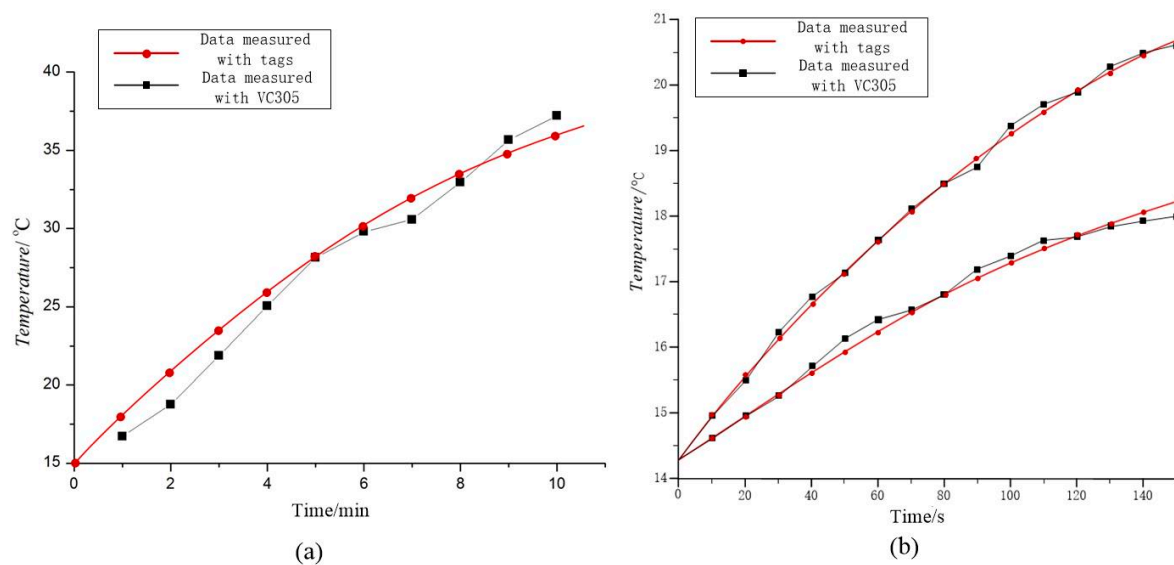 Data measured
with tags
Data measured
with VC305
40
35
30
25
20
15
Temperature/ °C
0 2 4 6 8 10
Time/min
(a)
Data measured
with tags
Data measured
with VC305
21
20
19
18
17
16
15
14
Temperature/℃
0 20 40 60 80 100 120 140
Time/s
(b)